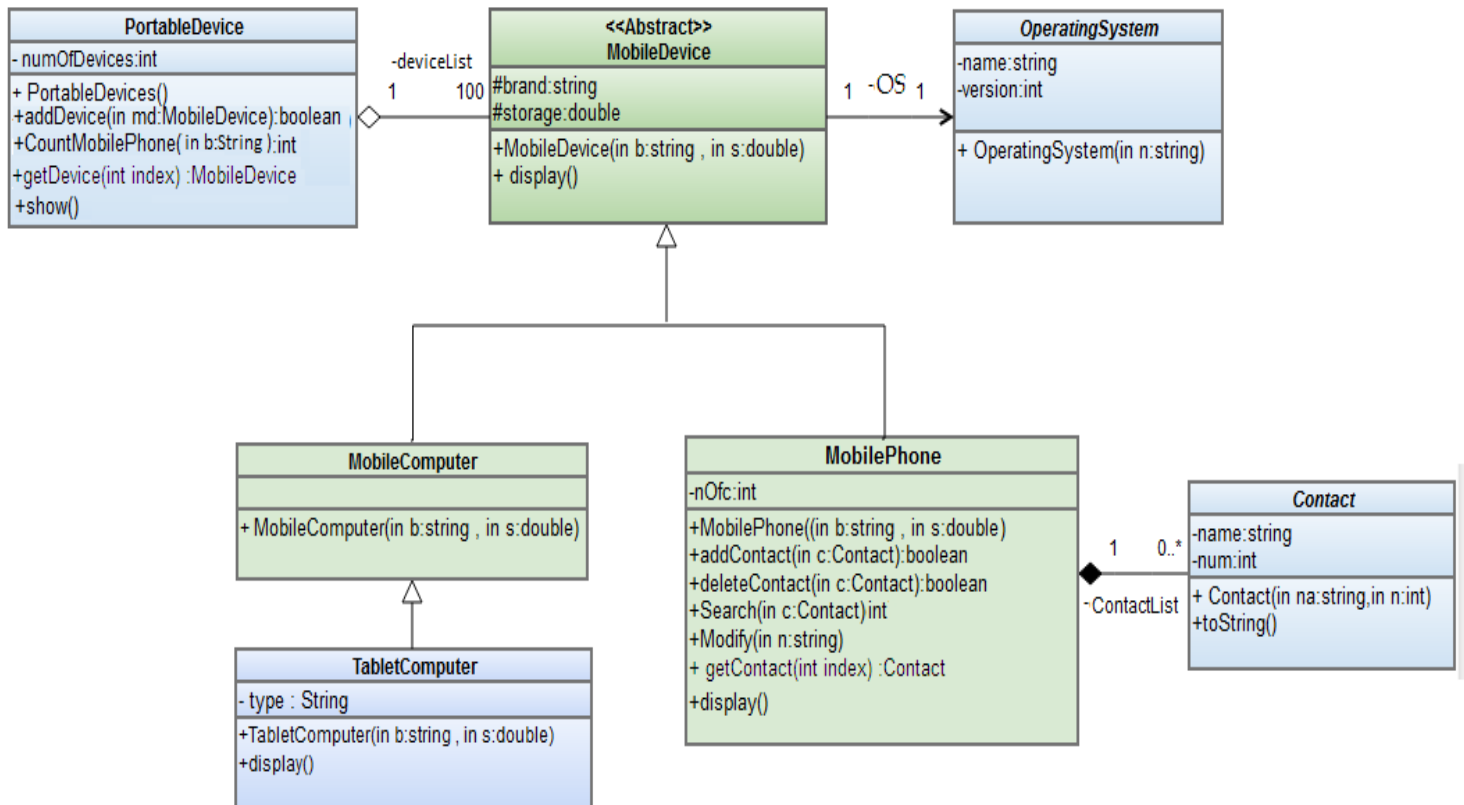 PortableDevice
- numOfDevices:int
+ PortableDevices()
+addDevice(in md:MobileDevice):boolean
+CountMobilePhone( in b:String ):int
+getDevice(int index) :MobileDevice
+show()
-deviceList
1 100
<<Abstract>>
MobileDevice
#brand:string
#storage:double
+MobileDevice(in b:string , in s:double)
+ display()
1 -OS 1
OperatingSystem
-name:string
-version:int
+ OperatingSystem(in n:string)
MobileComputer
+ MobileComputer(in b:string , in s:double)
TabletComputer
- type : String
+TabletComputer(in b:string , in s:double)
+display()
MobilePhone
-nOfc:int
+MobilePhone((in b:string , in s:double)
+addContact(in c:Contact):boolean
+deleteContact(in c:Contact):boolean
+Search(in c:Contact)int
+Modify(in n:string)
+ getContact(int index) :Contact
+display()
1 0..*
-ContactList
Contact
-name:string
-num:int
+ Contact(in na:string,in n:int)
+toString()